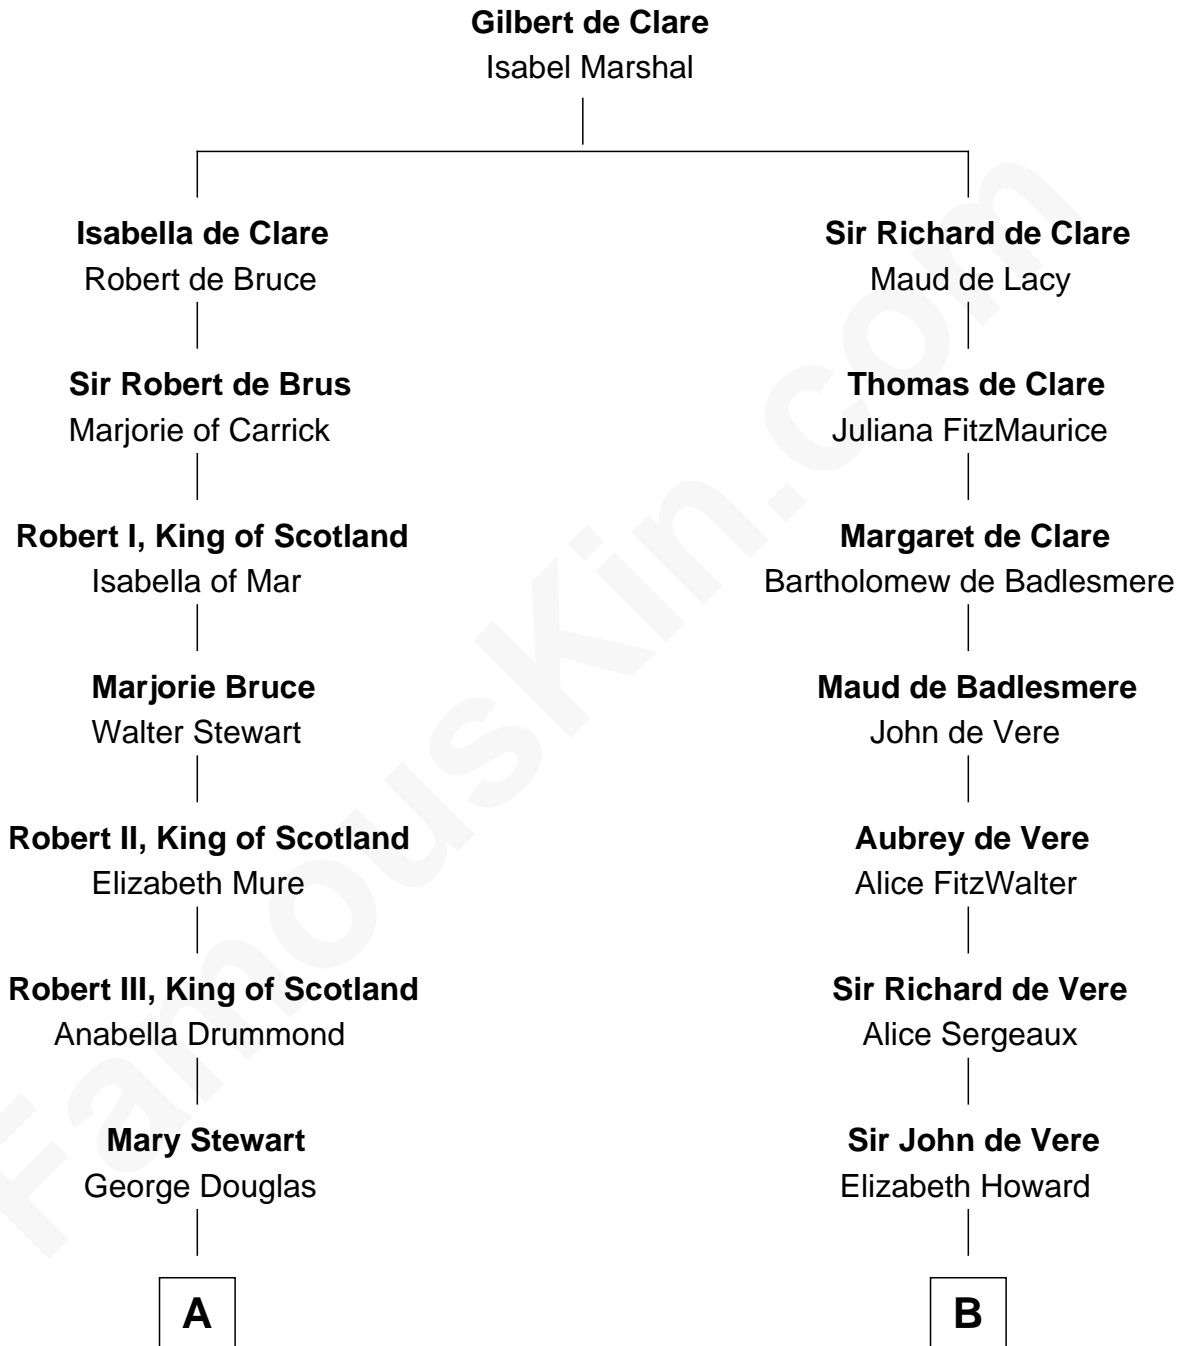 Gilbert de Clare
Isabel Marshal
Isabella de Clare
Robert de Bruce
Sir Robert de Brus
Marjorie of Carrick
Robert I, King of Scotland
Isabella of Mar
Marjorie Bruce
Walter Stewart
Robert II, King of Scotland
Elizabeth Mure
Robert III, King of Scotland
Anabella Drummond
Mary Stewart
George Douglas
A
Sir Richard de Clare
Maud de Lacy
Thomas de Clare
Juliana FitzMaurice
Margaret de Clare
Bartholomew de Badlesmere
Maud de Badlesmere
John de Vere
Aubrey de Vere
Alice FitzWalter
Sir Richard de Vere
Alice Sergeaux
Sir John de Vere
Elizabeth Howard
B
FamousKin.com